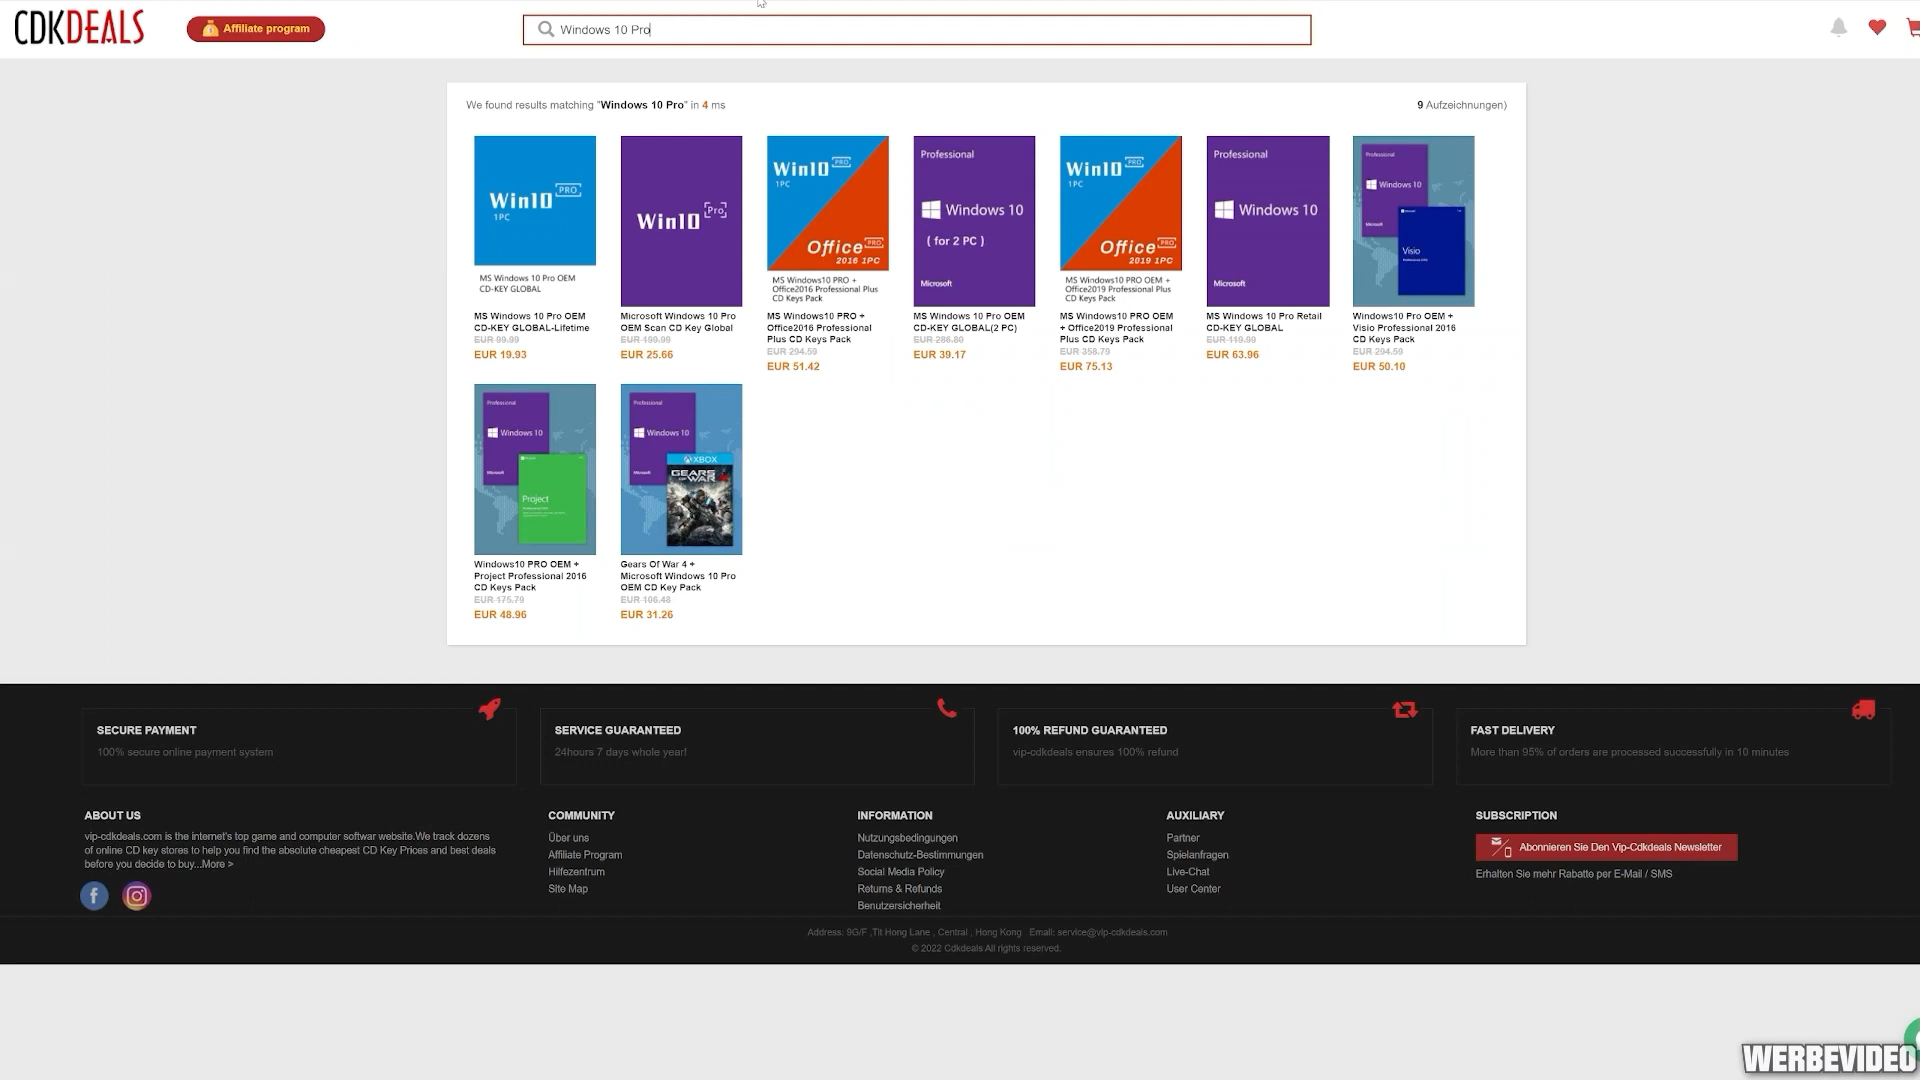 CDKDEALS
Affiliate program
Windows 10 Pro
We found results matching "Windows 10 Pro" in 4 ms
9 Aufzeichnungen)
Win10 PRO
1PC
MS Windows 10 Pro OEM
CD-KEY GLOBAL
MS Windows 10 Pro OEM
CD-KEY GLOBAL-Lifetime
EUR 99.99
EUR 19.93
Win10 Pro
Microsoft Windows 10 Pro
OEM Scan CD Key Global
EUR 199.99
EUR 25.66
Win10 PRO
1PC
Office PRO
2016 1PC
MS Windows10 PRO +
Office2016 Professional Plus
CD Keys Pack
MS Windows10 PRO +
Office2016 Professional
Plus CD Keys Pack
EUR 294.59
EUR 51.42
Professional
Windows 10
( for 2 PC )
Microsoft
MS Windows 10 Pro OEM
CD-KEY GLOBAL(2 PC)
EUR 286.80
EUR 39.17
Win10 PRO
1PC
Office PRO
2019 1PC
MS Windows10 PRO OEM +
Office2019 Professional Plus
CD Keys Pack
MS Windows10 PRO OEM
+ Office2019 Professional
Plus CD Keys Pack
EUR 358.79
EUR 75.13
Professional
Windows 10
Microsoft
MS Windows 10 Pro Retail
CD-KEY GLOBAL
EUR 119.99
EUR 63.96
Professional
Windows 10
Microsoft
Visio
Windows10 PRO OEM +
Visio Professional 2016
CD Keys Pack
EUR 294.59
EUR 50.10
Professional
Windows 10
Microsoft
Project
Windows10 PRO OEM +
Project Professional 2016
CD Keys Pack
EUR 175.79
EUR 48.96
Professional
Windows 10
Microsoft
XBOX
GEARS
OF WAR 4
Gears Of War 4 +
Microsoft Windows 10 Pro
OEM CD Key Pack
EUR 106.48
EUR 31.26
SECURE PAYMENT
100% secure online payment system
SERVICE GUARANTEED
24hours 7 days whole year!
100% REFUND GUARANTEED
vip-cdkdeals ensures 100% refund
FAST DELIVERY
More than 95% of orders are processed successfully in 10 minutes
ABOUT US
vip-cdkdeals.com is the internet's top game and computer softwar website.We track dozens
of online CD key stores to help you find the absolute cheapest CD Key Prices and best deals
before you decide to buy...More >
COMMUNITY
Über uns
Affiliate Program
Hilfezentrum
Site Map
INFORMATION
Nutzungsbedingungen
Datenschutz-Bestimmungen
Social Media Policy
Returns & Refunds
Benutzersicherheit
AUXILIARY
Partner
Spielanfragen
Live-Chat
User Center
SUBSCRIPTION
Abonnieren Sie Den Vip-Cdkdeals Newsletter
Erhalten Sie mehr Rabatte per E-Mail / SMS
Address: 9G/F ,Tit Hong Lane , Central , Hong Kong Email: service@vip-cdkdeals.com
© 2022 Cdkdeals All rights reserved.
WERBEVIDEO